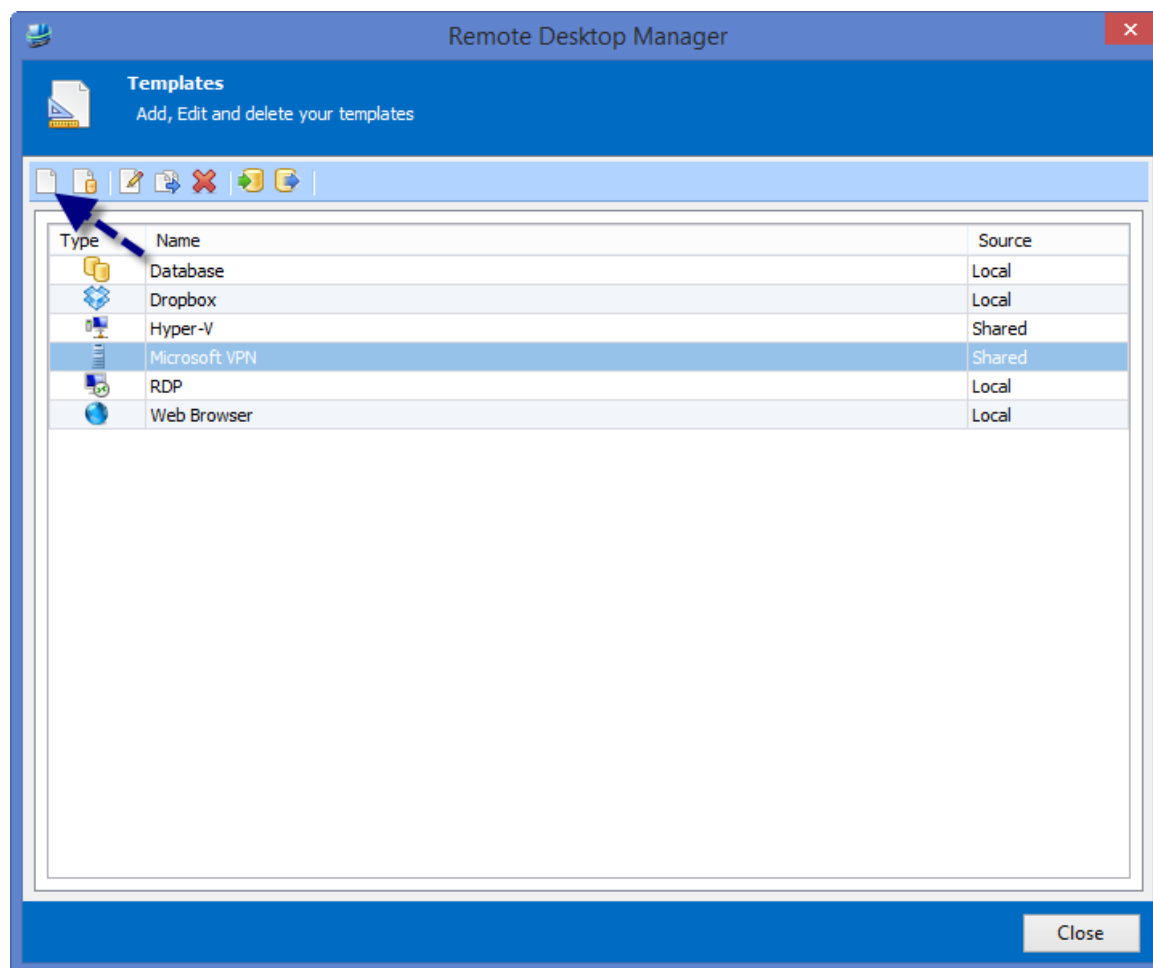 Remote Desktop Manager
Templates
Add, Edit and delete your templates
Type Name Source
Database Local
Dropbox Local
Hyper-V Shared
Microsoft VPN Shared
RDP Local
Web Browser Local
Close